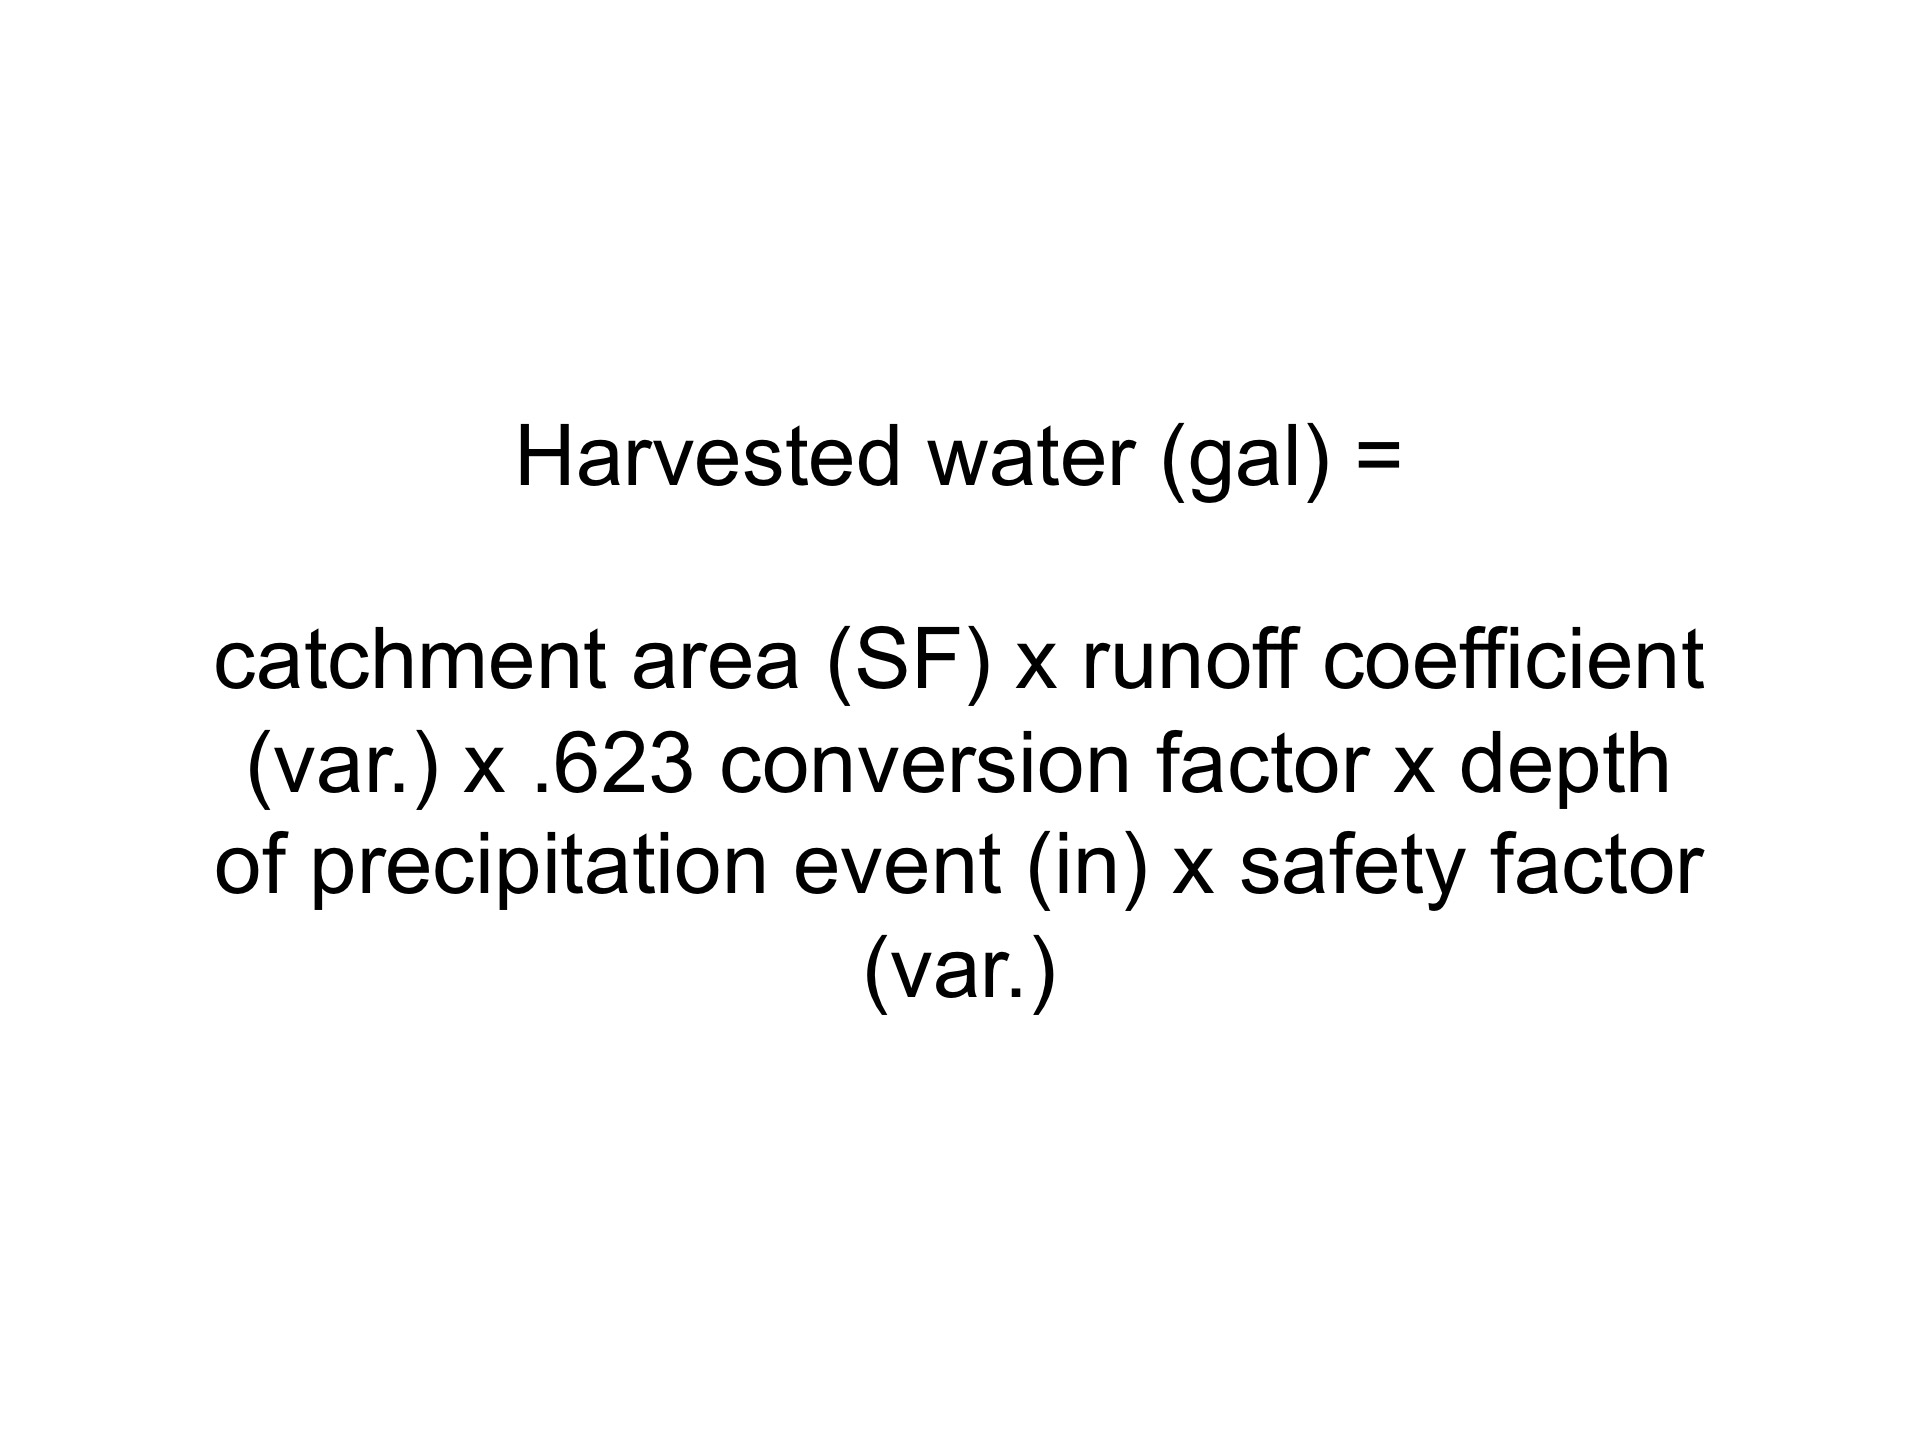 Harvested water (gal) =
catchment area (SF) x runoff coefficient
(var.) x .623 conversion factor x depth
of precipitation event (in) x safety factor
(var.)